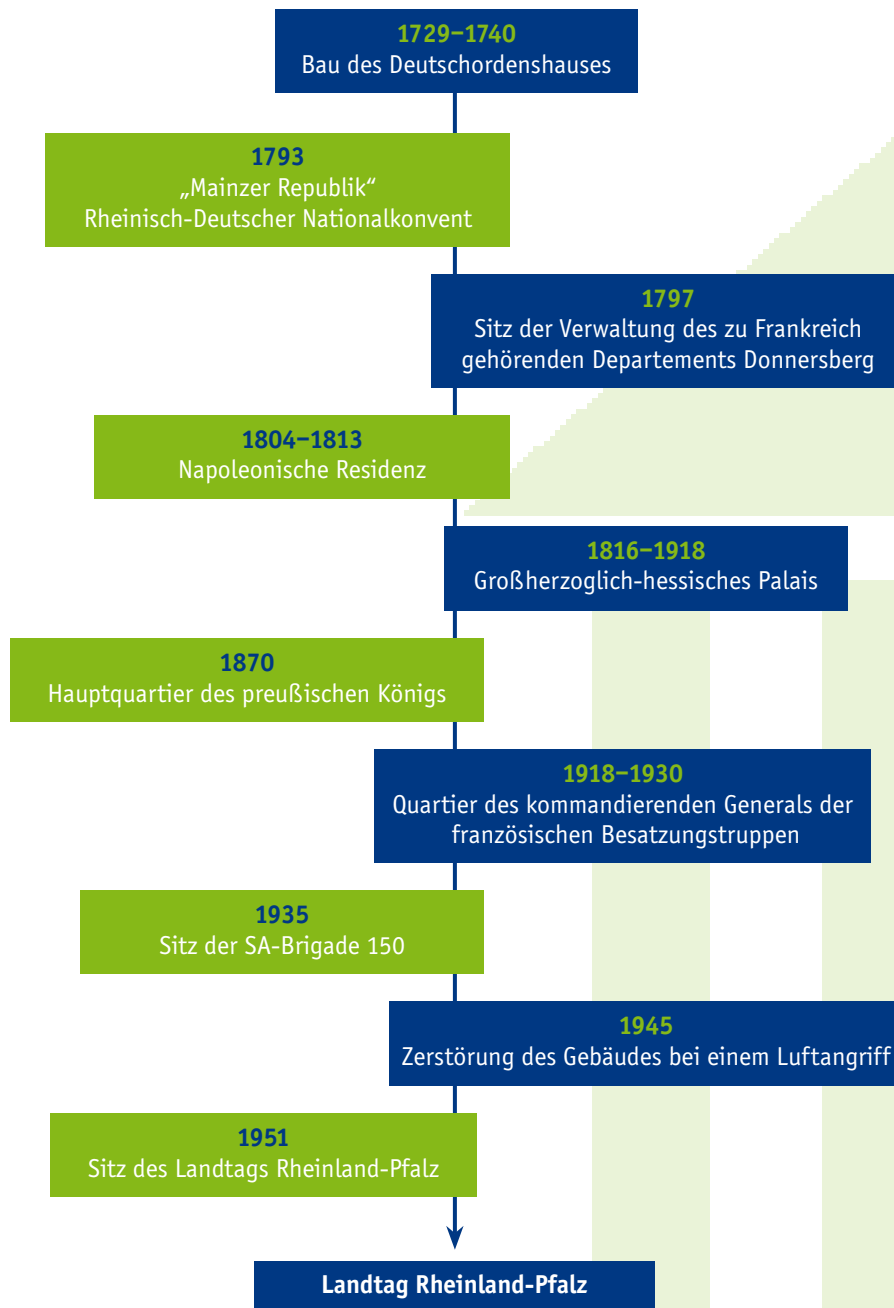 1729–1740
Bau des Deutschordenshauses
1793
„Mainzer Republik“
Rheinisch-Deutscher Nationalkonvent
1797
Sitz der Verwaltung des zu Frankreich
gehörenden Departements Donnersberg
1804–1813
Napoleonische Residenz
1816–1918
Großherzoglich-hessisches Palais
1870
Hauptquartier des preußischen Königs
1918–1930
Quartier des kommandierenden Generals der
französischen Besatzungstruppen
1935
Sitz der SA-Brigade 150
1945
Zerstörung des Gebäudes bei einem Luftangriff
1951
Sitz des Landtags Rheinland-Pfalz
Landtag Rheinland-Pfalz